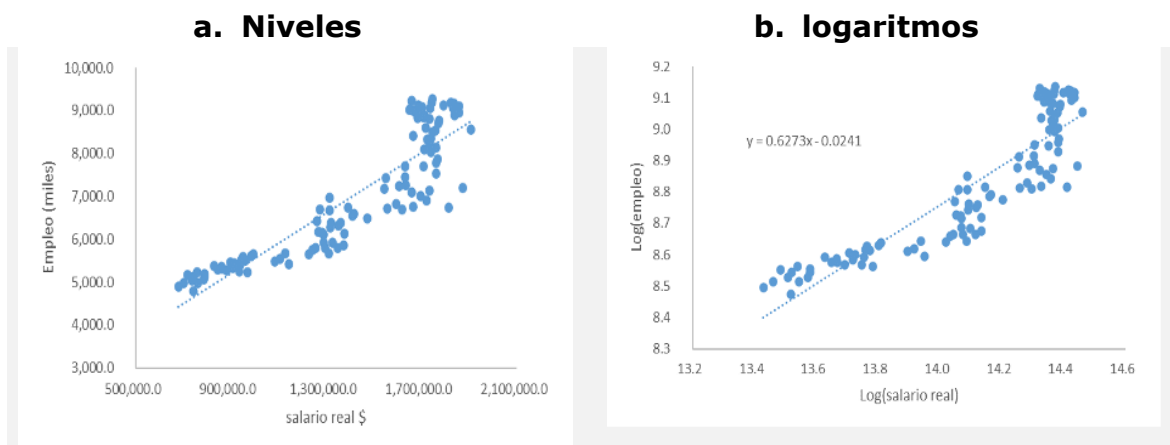 a. Niveles
10,000.0
9,000.0
8,000.0
7,000.0
6,000.0
5,000.0
4,000.0
3,000.0
Empleo (miles)
500,000.0 900,000.0 1,300,000.0 1,700,000.0 2,100,000.0
salario real $
b. logaritmos
9.2
9.1
9.0
8.9
8.8
8.7
8.6
8.5
8.4
8.3
Log(empleo)
y = 0.6273x - 0.0241
13.2 13.4 13.6 13.8 14.0 14.2 14.4 14.6
Log(salario real)